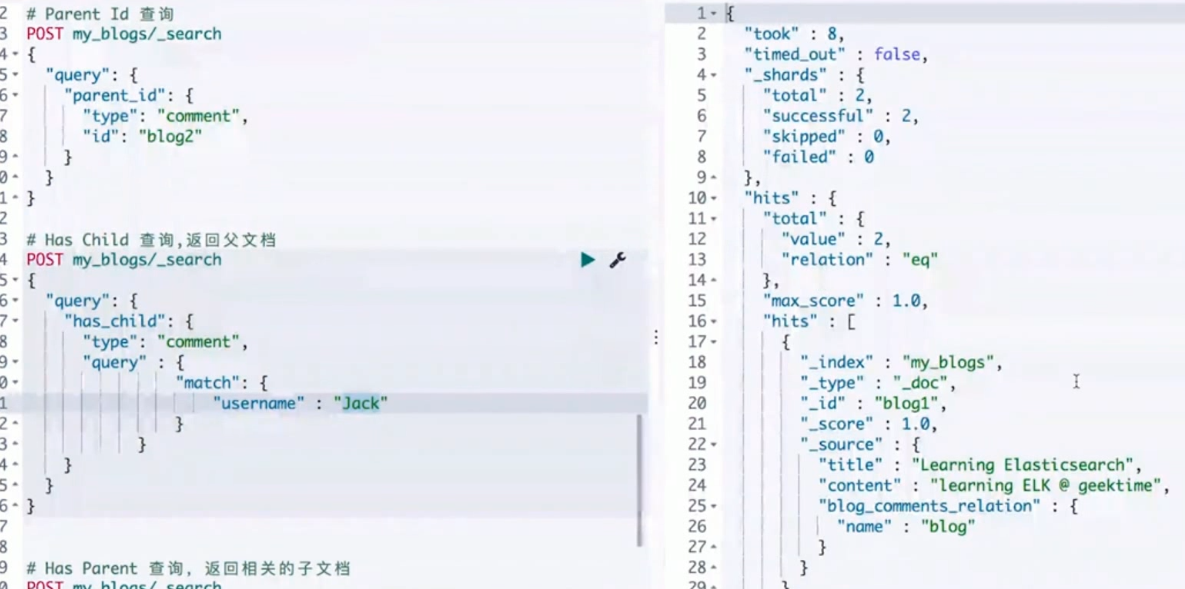 2 # Parent Id 查询
3 POST my_blogs/_search
4 {
5 "query": {
6 "parent_id": {
7 "type": "comment",
8 "id": "blog2"
9 }
0 }
1 }
2
3 # Has Child 查询,返回父文档
4 POST my_blogs/_search
5 {
6 "query": {
7 "has_child": {
8 "type": "comment",
9 "query" : {
0 "match": {
1 "username" : "Jack"
2 }
3 }
4 }
5 }
6 }
7
8
9 # Has Parent 查询, 返回相关的子文档
0 POST my_blogs/_search
1 {
2 "took" : 8,
3 "timed_out" : false,
4 "_shards" : {
5 "total" : 2,
6 "successful" : 2,
7 "skipped" : 0,
8 "failed" : 0
9 },
10 "hits" : {
11 "total" : {
12 "value" : 2,
13 "relation" : "eq"
14 },
15 "max_score" : 1.0,
16 "hits" : [
17 {
18 "_index" : "my_blogs",
19 "_type" : "_doc",
20 "_id" : "blog1",
21 "_score" : 1.0,
22 "_source" : {
23 "title" : "Learning Elasticsearch",
24 "content" : "learning ELK @ geektime",
25 "blog_comments_relation" : {
26 "name" : "blog"
27 }
28 }
29 }